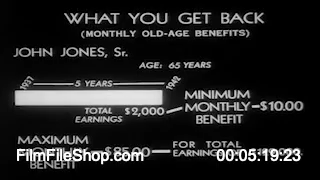 WHAT YOU GET BACK
(MONTHLY OLD-AGE BENEFITS)
JOHN JONES, Sr.
AGE: 65 YEARS
1937
5 YEARS
1942
TOTAL EARNINGS $2,000
MINIMUM MONTHLY BENEFIT $10.00
MAXIMUM MONTHLY BENEFIT $85.00
FOR TOTAL EARNINGS
FilmFileShop.com
00:05:19:23